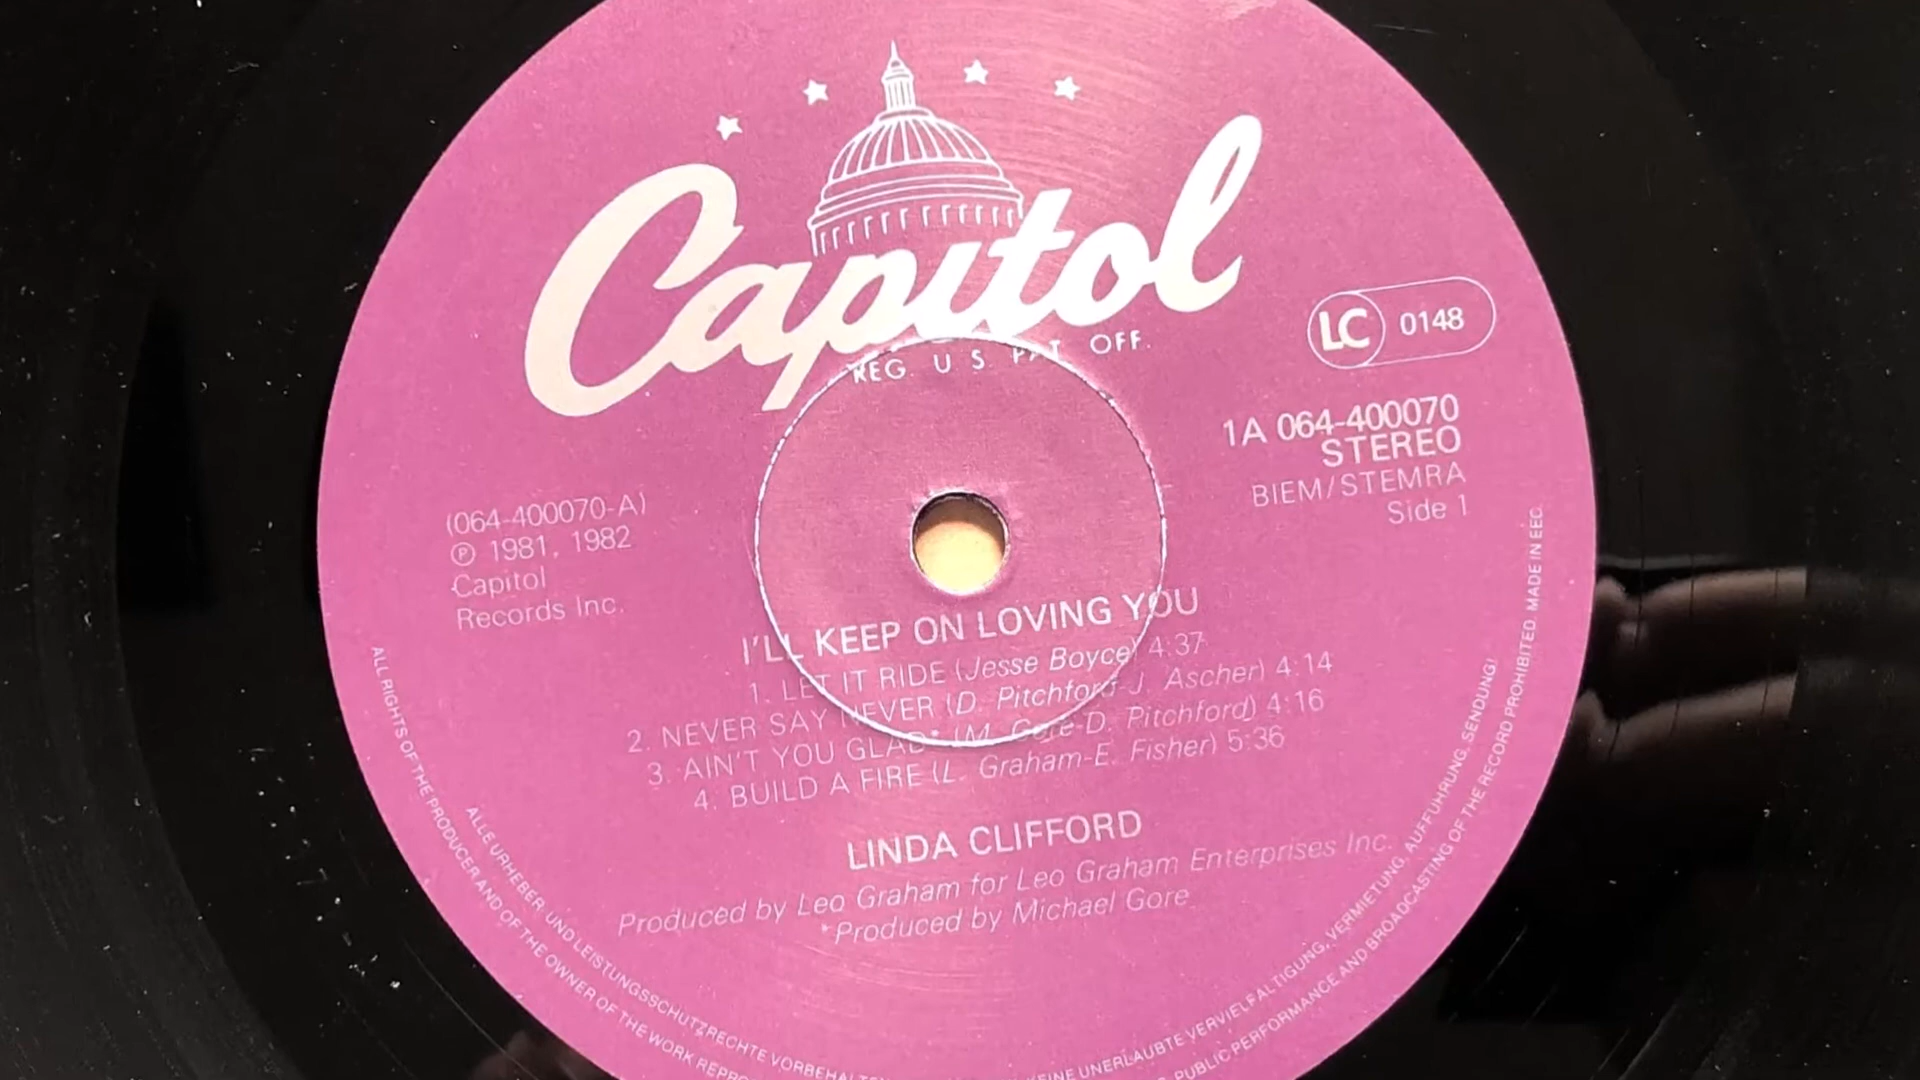 Capitol
REG. U S PAT OFF.
LC 0148
1A 064-400070
STEREO
BIEM/STEMRA
Side 1
(064-400070-A)
℗ 1981, 1982
Capitol
Records Inc.
I'LL KEEP ON LOVING YOU
1. LET IT RIDE (Jesse Boyce) 4:37
2. NEVER SAY NEVER (D. Pitchford-J. Ascher) 4:14
3. AIN'T YOU GLAD* (M. Gore-D. Pitchford) 4:16
4. BUILD A FIRE (L. Graham-E. Fisher) 5:36
LINDA CLIFFORD
Produced by Leo Graham for Leo Graham Enterprises Inc.
*Produced by Michael Gore
ALLE URHEBER- UND LEISTUNGSSCHUTZRECHTE VORBEHALTEN KEINE UNERLAUBTE VERVIELFÄLTIGUNG, VERMIETUNG, AUFFÜHRUNG, SENDUNG!
ALL RIGHTS OF THE PRODUCER AND OF THE OWNER OF THE WORK PUBLIC PERFORMANCE AND BROADCASTING OF THE RECORD PROHIBITED. MADE IN EEC.